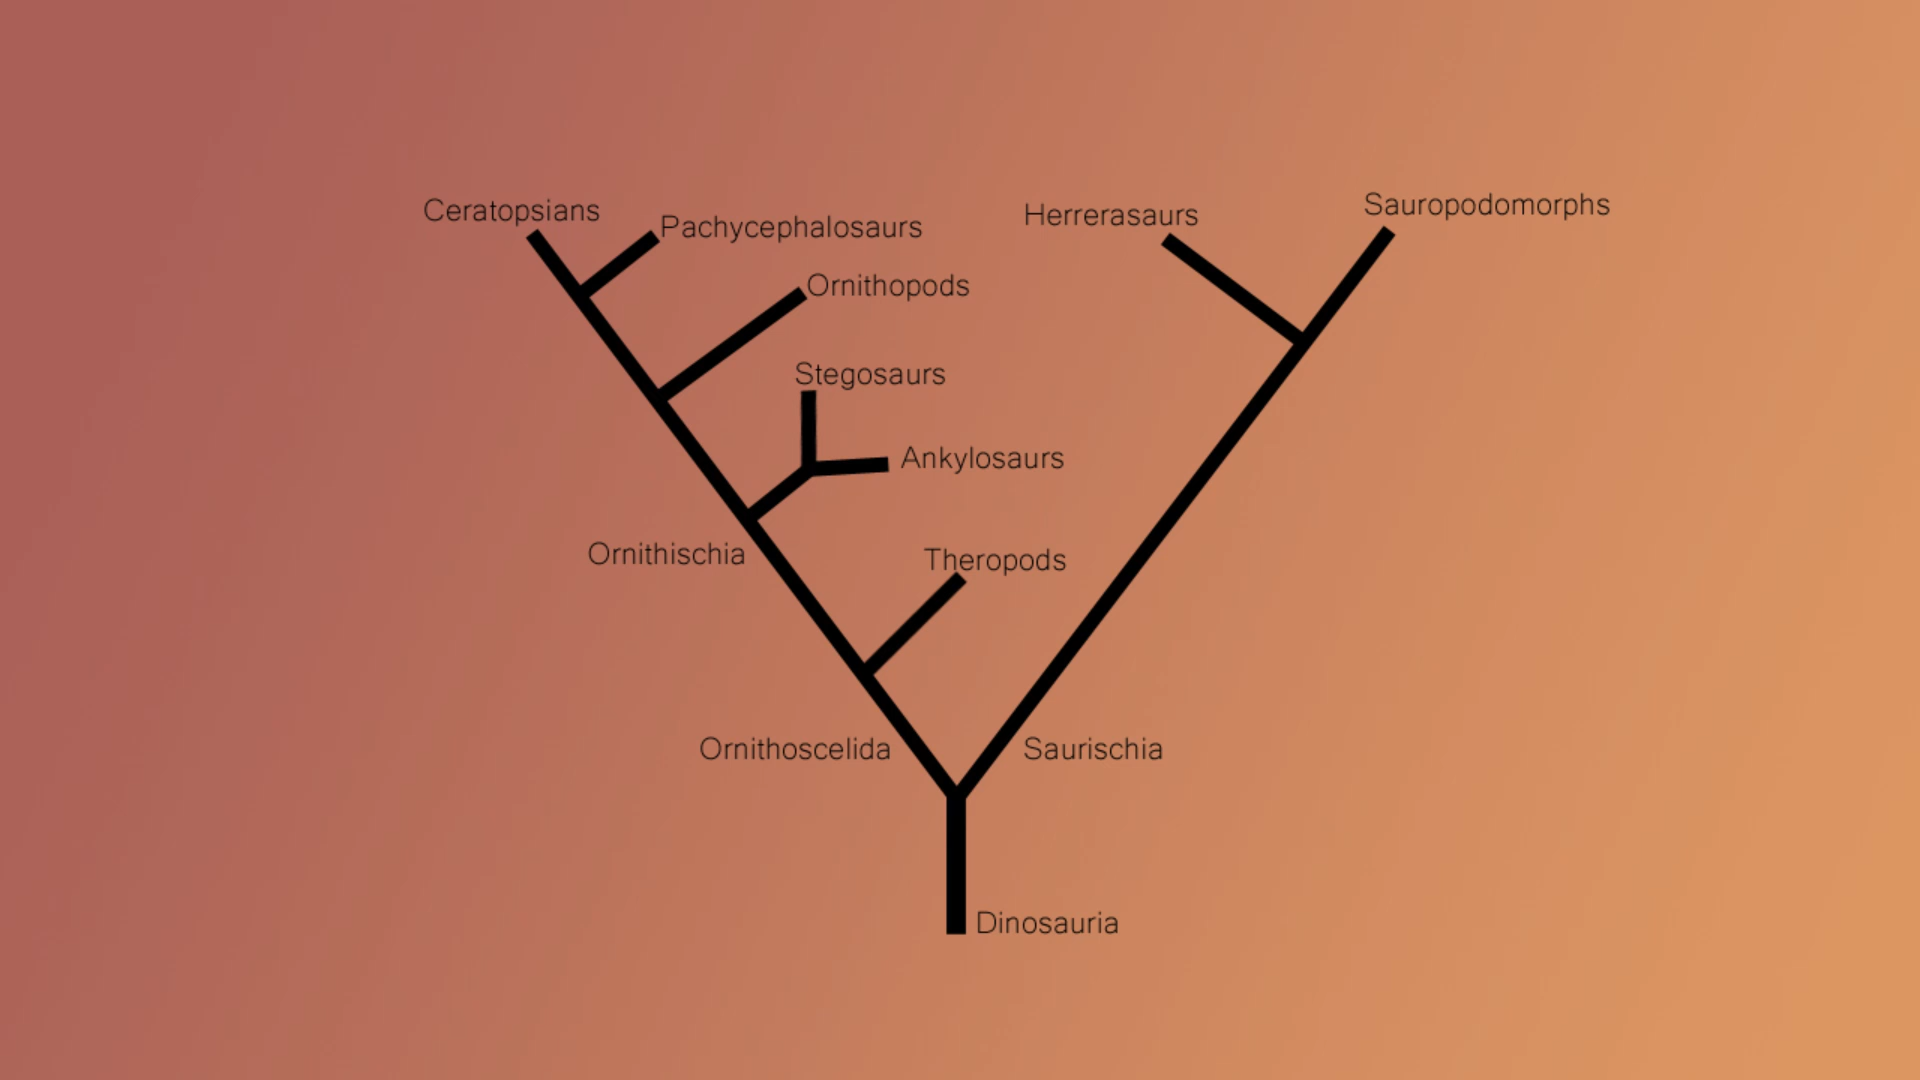 Ceratopsians
Pachycephalosaurs
Herrerasaurs
Sauropodomorphs
Ornithopods
Stegosaurs
Ankylosaurs
Ornithischia
Theropods
Ornithoscelida
Saurischia
Dinosauria